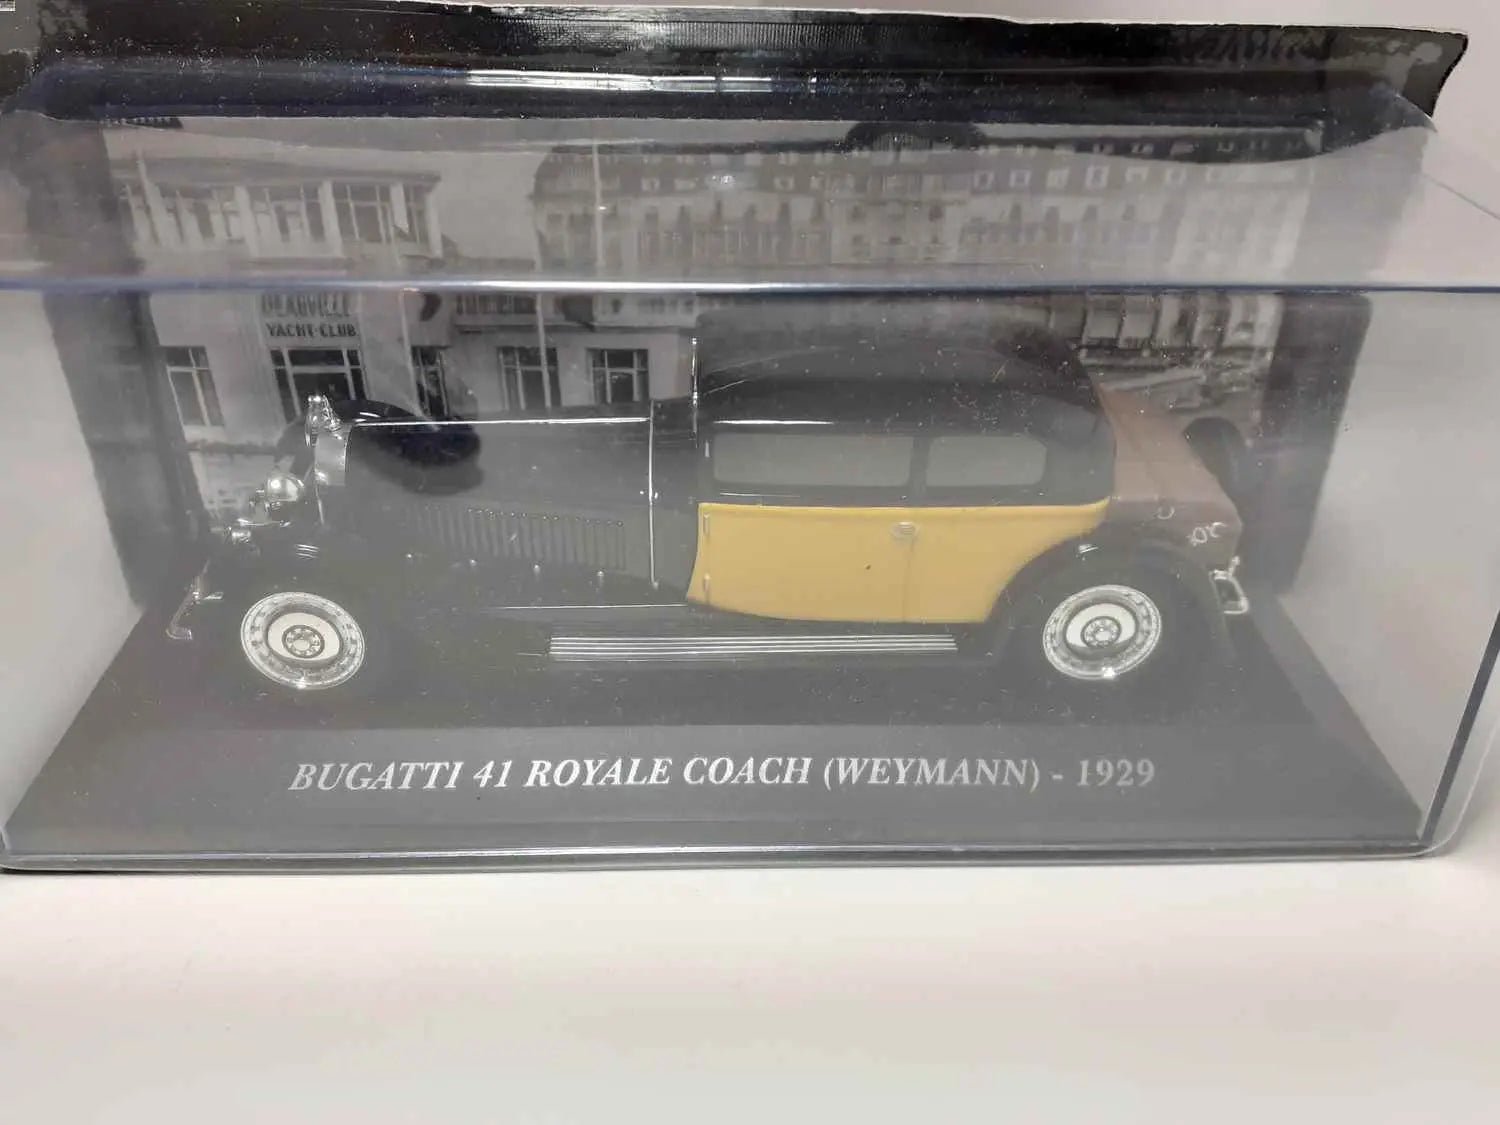 DEAUVILLE
YACHT-CLUB
BUGATTI 41 ROYALE COACH (WEYMANN) - 1929